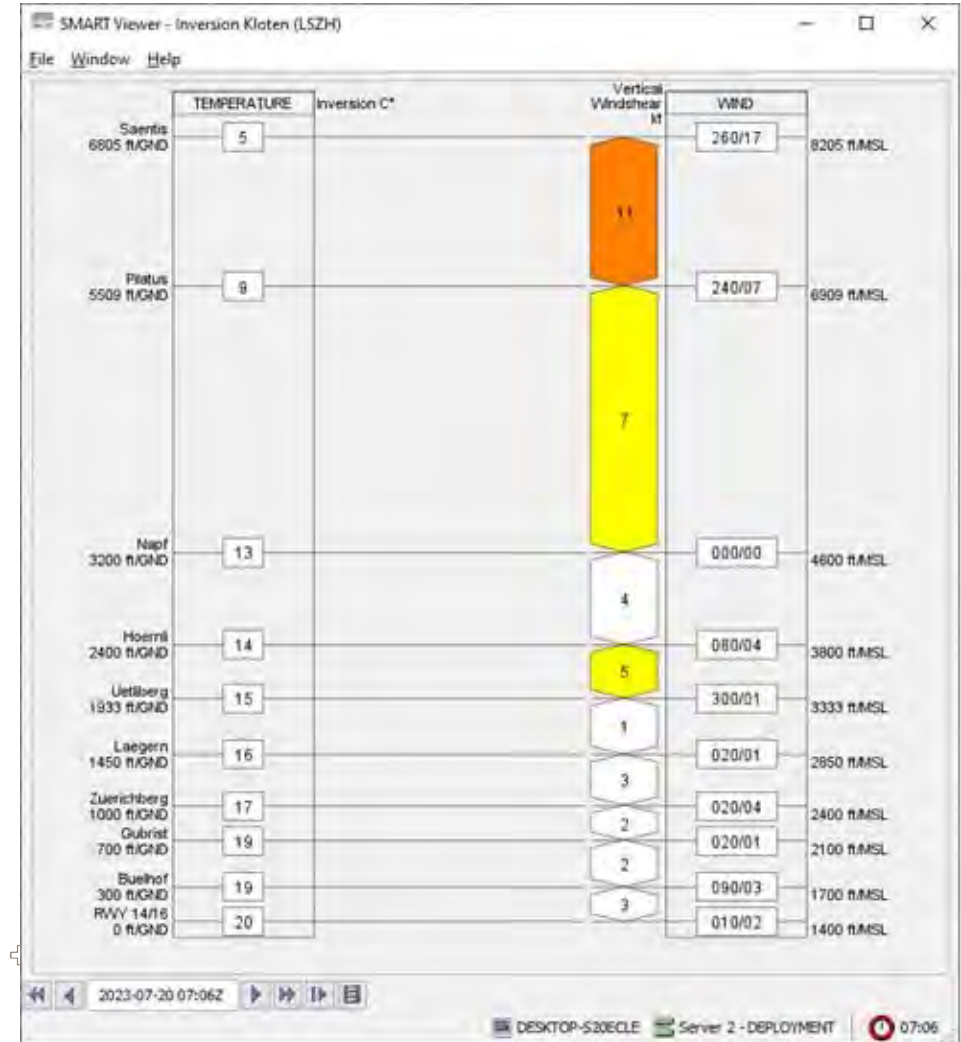 SMART Viewer - Inversion Kloten (LSZH)
File Window Help
TEMPERATURE Inversion C° Vertical Windshear kt WIND
Saentis
6805 ft/GND 5 260/17 8205 ft/MSL
11
Pilatus
5509 ft/GND 9 240/07 6909 ft/MSL
7
Napf
3200 ft/GND 13 000/00 4600 ft/MSL
4
Hoernli
2400 ft/GND 14 080/04 3800 ft/MSL
5
Uetliberg
1933 ft/GND 15 300/01 3333 ft/MSL
1
Laegern
1450 ft/GND 16 020/01 2850 ft/MSL
3
Zuerichberg
1000 ft/GND 17 020/04 2400 ft/MSL
2
Gubrist
700 ft/GND 19 020/01 2100 ft/MSL
2
Buelhof
300 ft/GND 19 090/03 1700 ft/MSL
3
RWY 14/16
0 ft/GND 20 010/02 1400 ft/MSL
2023-07-20 07:06Z
DESKTOP-S20ECLE Server 2 - DEPLOYMENT 07:06